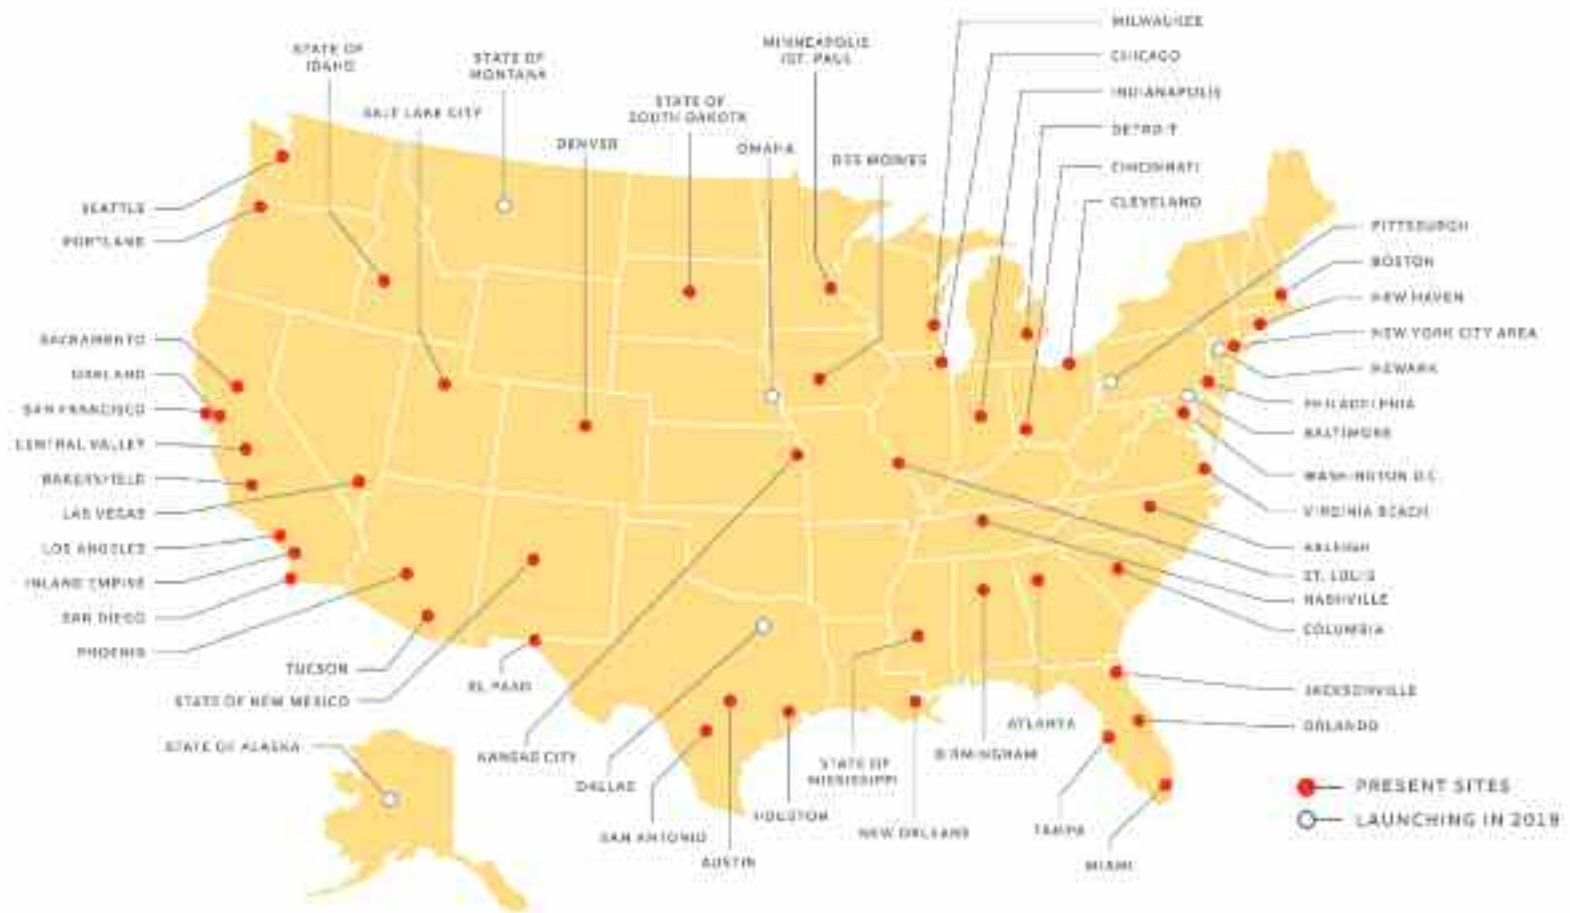 STATE OF
IDAHO
STATE OF
MONTANA
SALT LAKE CITY
DENVER
STATE OF
SOUTH DAKOTA
OMAHA
MINNEAPOLIS
/ST. PAUL
DES MOINES
MILWAUKEE
CHICAGO
INDIANAPOLIS
DETROIT
CINCINNATI
CLEVELAND
PITTSBURGH
BOSTON
NEW HAVEN
NEW YORK CITY AREA
NEWARK
PHILADELPHIA
BALTIMORE
WASHINGTON D.C.
VIRGINIA BEACH
RALEIGH
ST. LOUIS
NASHVILLE
COLUMBIA
JACKSONVILLE
ORLANDO
SEATTLE
PORTLAND
SACRAMENTO
OAKLAND
SAN FRANCISCO
CENTRAL VALLEY
BAKERSFIELD
LAS VEGAS
LOS ANGELES
INLAND EMPIRE
SAN DIEGO
PHOENIX
TUCSON
STATE OF NEW MEXICO
EL PASO
STATE OF ALASKA
KANSAS CITY
DALLAS
SAN ANTONIO
AUSTIN
HOUSTON
STATE OF
MISSISSIPPI
NEW ORLEANS
BIRMINGHAM
ATLANTA
TAMPA
MIAMI
PRESENT SITES
LAUNCHING IN 2019